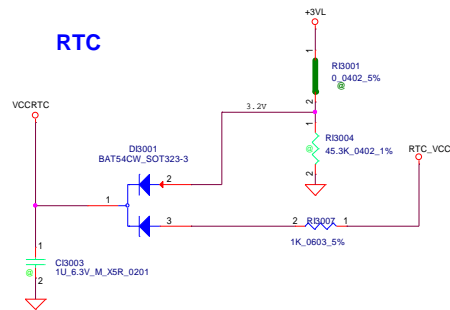 +3VL
RTC
1
RI3001
0_0402_5%
@
2
VCCRTC
3.2V
1
DI3001
BAT54CW_SOT323-3
RI3004
@
45.3K_0402_1%
RTC_VCC
2
2
1
3
2
RI3007
1
1K_0603_5%
1
CI3003
@
1U_6.3V_M_X5R_0201
2